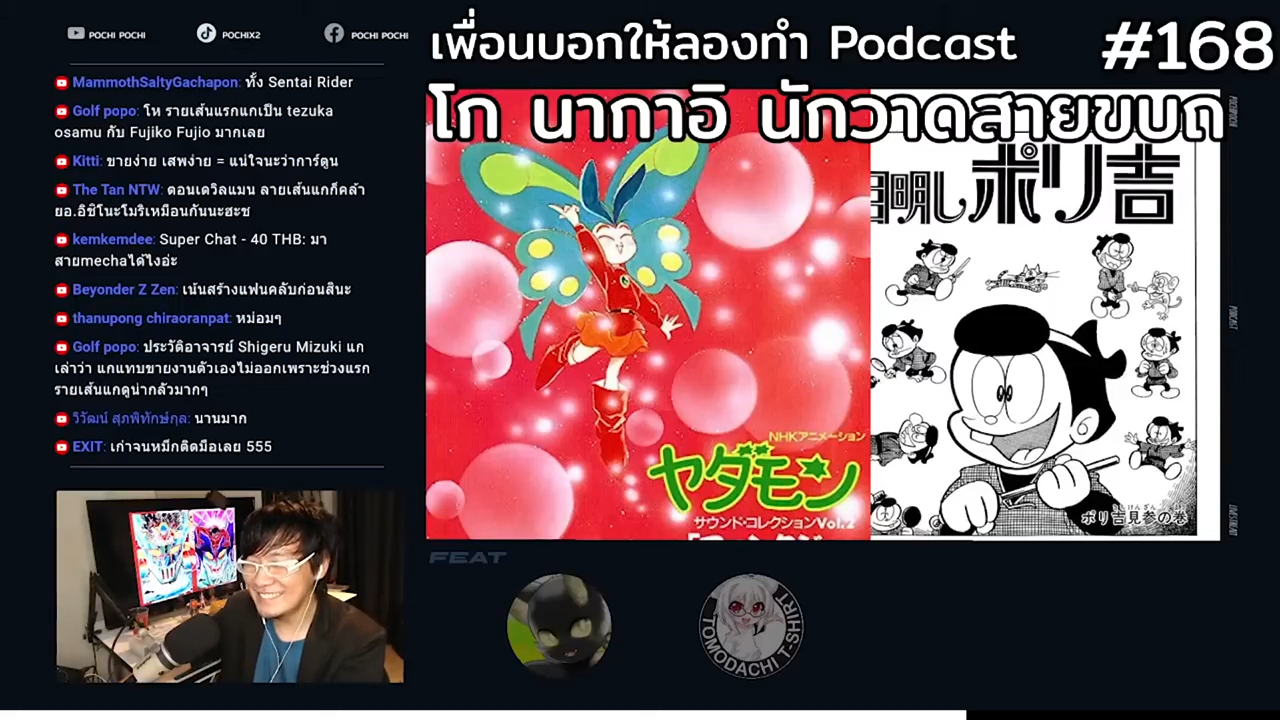 POCHI POCHI
POCHIX2
POCHI POCHI
เพื่อนบอกให้ลองทำ Podcast
#168
โก นากาอิ นักวาดสายขบถ
MammothSaltyGachapon: ทั้ง Sentai Rider
Golf popo: โห รายเส้นแรกแกเป็น tezuka
osamu กับ Fujiko Fujio มากเลย
Kitti: ขายง่าย เสพง่าย = แน่ใจนะว่าการ์ตูน
The Tan NTW: ตอนเดวิลแมน ลายเส้นแกก็คล้า
ยอ.อิชิโนะโมริเหมือนกันนะฮะช
kemkemdee: Super Chat - 40 THB: มา
สายmechaได้ไงอ่ะ
Beyonder Z Zen: เน้นสร้างแฟนคลับก่อนสินะ
thanupong chiraoranpat: หม่อมๆ
Golf popo: ประวัติอาจารย์ Shigeru Mizuki แก
เล่าว่า แกแทบขายงานตัวเองไม่ออกเพราะช่วงแรก
รายเส้นแกดูน่ากลัวมากๆ
วิวัฒน์ สุภพิทักษ์กุล: นานมาก
EXIT: เก่าจนหมึกติดมือเลย 555
NHKアニメーション
ヤダモン
サウンド・コレクションVol.2
目明しポリ吉
ポリ吉見参の巻
FEAT
TOMODACHI T-SHIRT